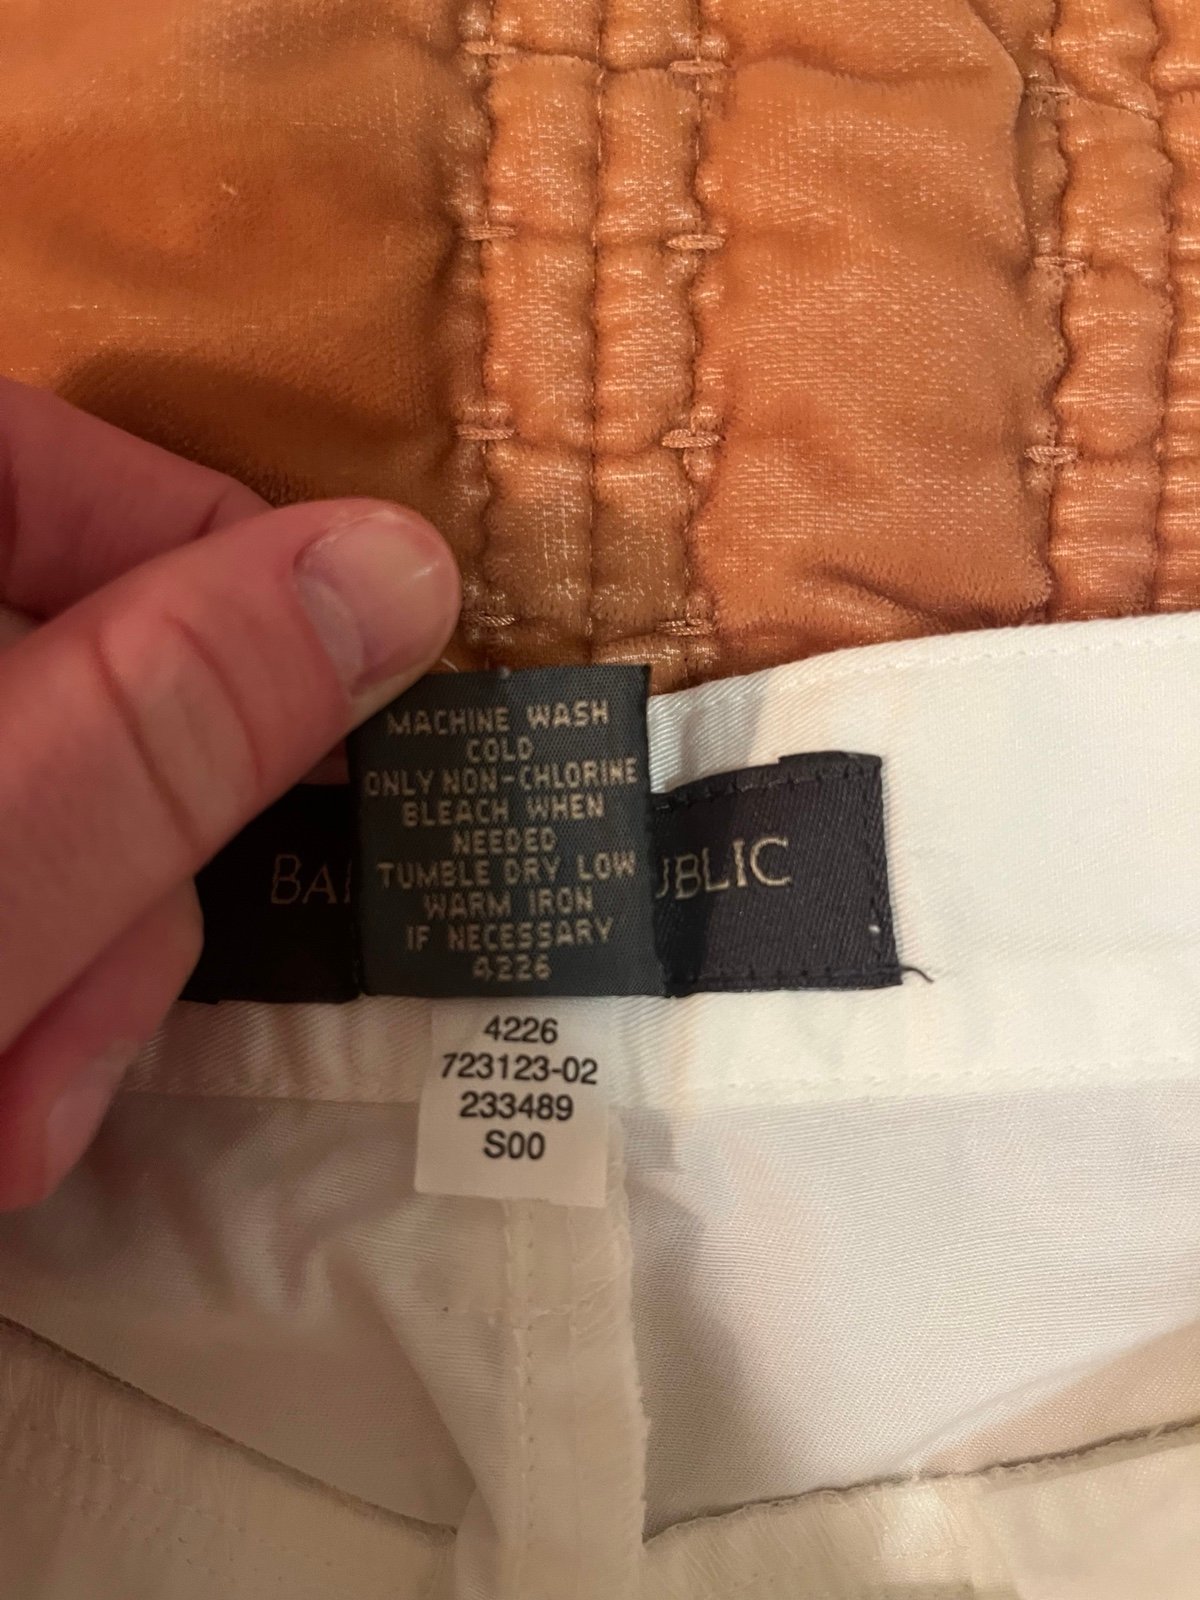 MACHINE WASH
COLD
ONLY NON-CHLORINE
BLEACH WHEN
NEEDED
TUMBLE DRY LOW
WARM IRON
IF NECESSARY
4226
BA UBLIC
4226
723123-02
233489
S00